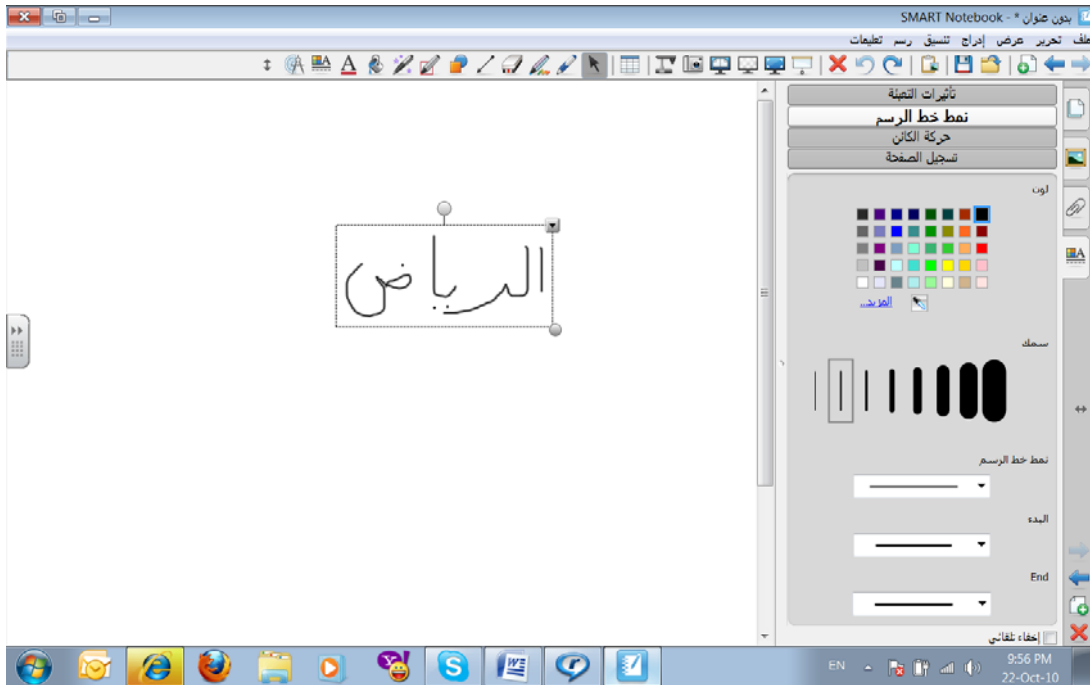 بدون عنوان * - SMART Notebook
ملف تحرير عرض إدراج تنسيق رسم تعليمات
تأثيرات التعبئة
نمط خط الرسم
حركة الكائن
تسجيل الصفحة
لون
المزيد...
الرياض
سمك
نمط خط الرسم
البدء
End
إخفاء تلقائي
EN
9:56 PM
22-Oct-10